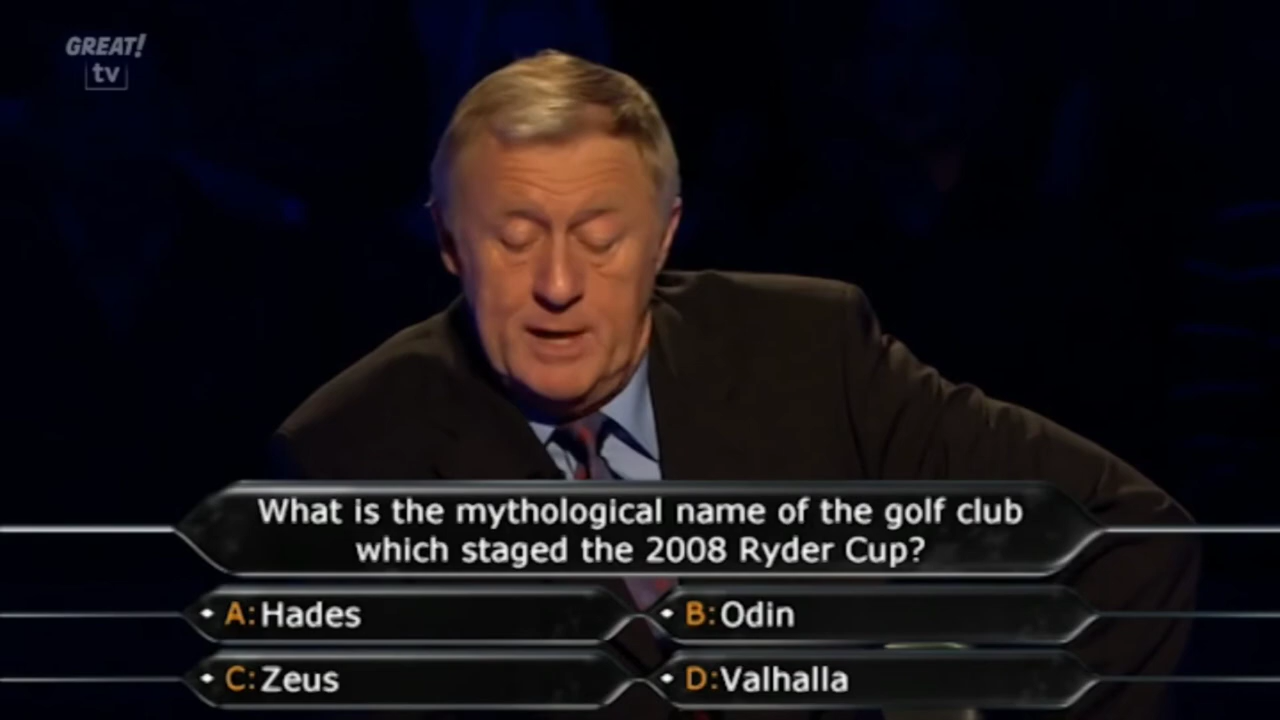 GREAT!
tv
What is the mythological name of the golf club
which staged the 2008 Ryder Cup?
A: Hades
B: Odin
C: Zeus
D: Valhalla